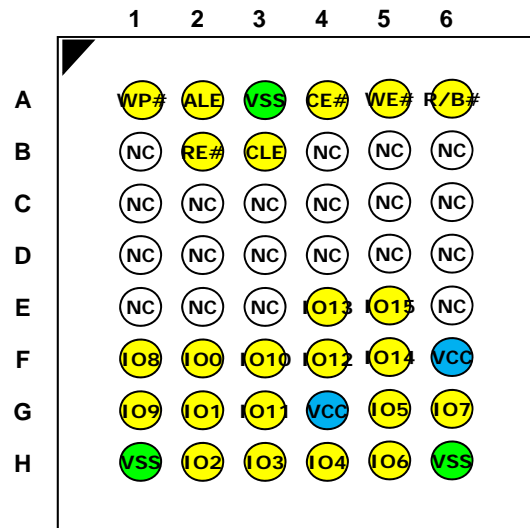 1 2 3 4 5 6
A WP# ALE VSS CE# WE# R/B#
B NC RE# CLE NC NC NC
C NC NC NC NC NC NC
D NC NC NC NC NC NC
E NC NC NC IO13 IO15 NC
F IO8 IO0 IO10 IO12 IO14 VCC
G IO9 IO1 IO11 VCC IO5 IO7
H VSS IO2 IO3 IO4 IO6 VSS